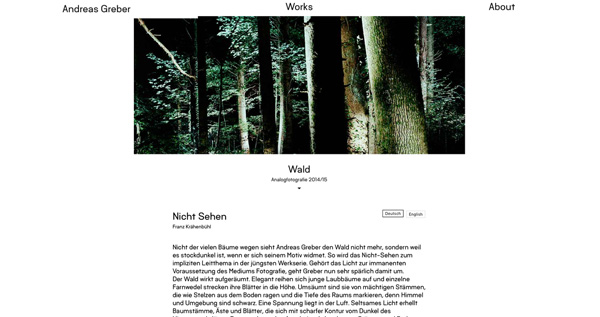 Andreas Greber
Works
About
Wald
Analogfotografie 2014/15
Nicht Sehen
Deutsch
English
Franz Krähenbühl
Nicht der vielen Bäume wegen sieht Andreas Greber den Wald nicht mehr, sondern weil
es stockdunkel ist, wenn er sich seinem Motiv widmet. So wird das Nicht-Sehen zum
impliziten Leitthema in der jüngsten Werkserie. Gehört das Licht zur immanenten
Voraussetzung des Mediums Fotografie, geht Greber nun sehr spärlich damit um.
Der Wald wirkt aufgeräumt. Elegant reihen sich junge Laubbäume auf und einzelne
Farnwedel strecken ihre Blätter in die Höhe. Umsäumt sind sie von mächtigen Stämmen,
die wie Stelzen aus dem Boden ragen und die Tiefe des Raums markieren, denn Himmel
und Umgebung sind schwarz. Eine Spannung liegt in der Luft. Seltsames Licht erhellt
Baumstämme, Äste und Blätter, die sich mit scharfer Kontur vom Dunkel des